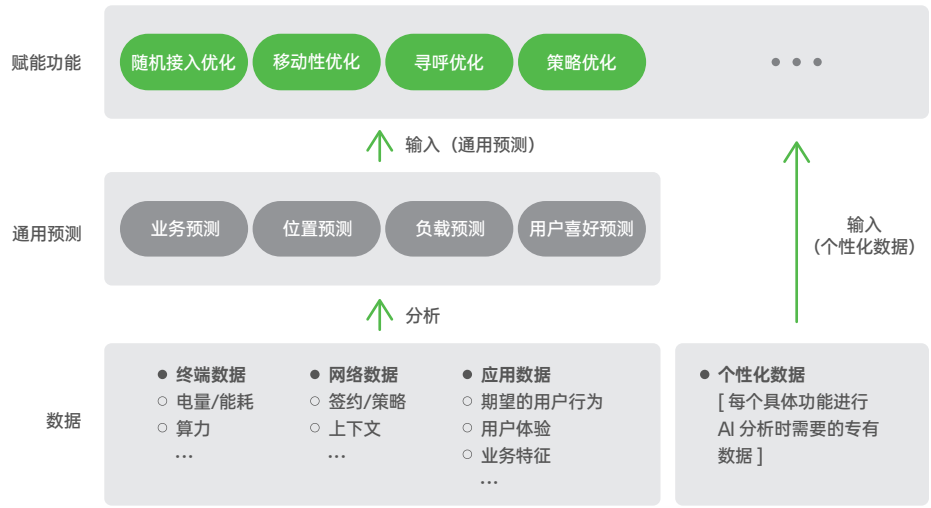 赋能功能
随机接入优化
移动性优化
寻呼优化
策略优化
• • •
输入（通用预测）
通用预测
业务预测
位置预测
负载预测
用户喜好预测
输入
（个性化数据）
分析
数据
● 终端数据
○ 电量/能耗
○ 算力
…
● 网络数据
○ 签约/策略
○ 上下文
…
● 应用数据
○ 期望的用户行为
○ 用户体验
○ 业务特征
…
● 个性化数据
[ 每个具体功能进行
AI 分析时需要的专有
数据 ]